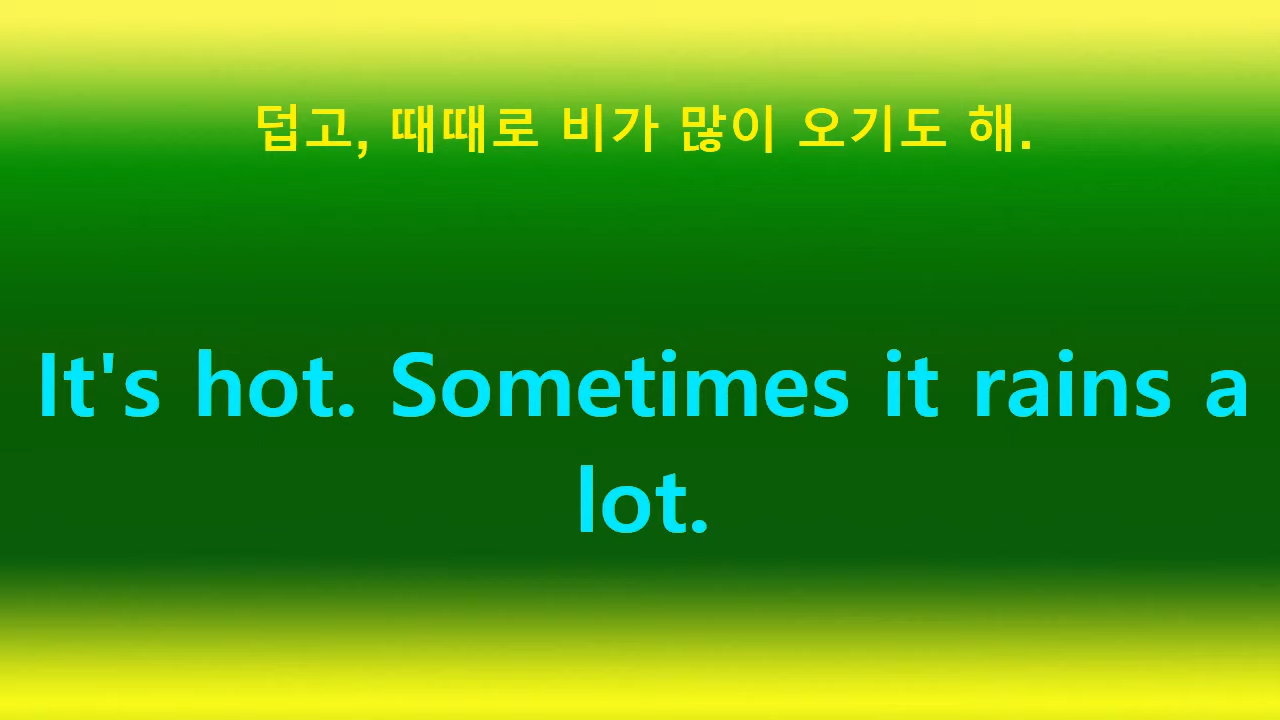 덥고, 때때로 비가 많이 오기도 해.
It's hot. Sometimes it rains a
lot.